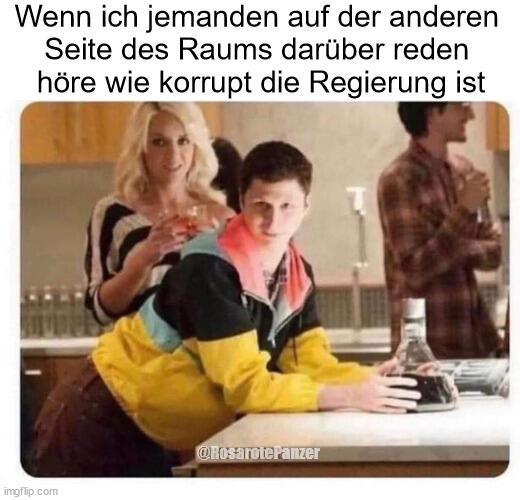 Wenn ich jemanden auf der anderen
Seite des Raums darüber reden
höre wie korrupt die Regierung ist
@RosarotePanzer
imgflip.com